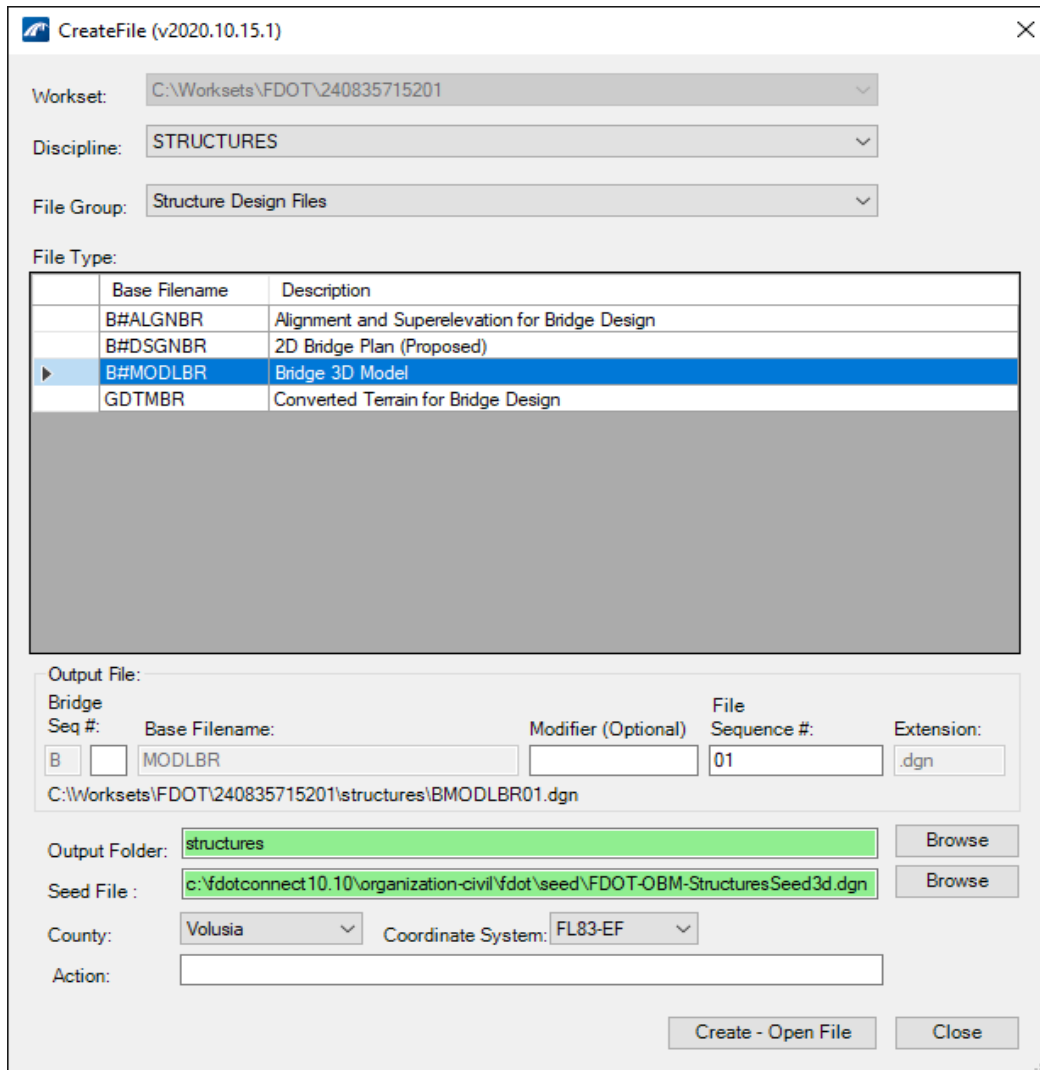 CreateFile (v2020.10.15.1)
Workset: C:\Worksets\FDOT\240835715201
Discipline: STRUCTURES
File Group: Structure Design Files
File Type:
Base Filename Description
B#ALGNBR Alignment and Superelevation for Bridge Design
B#DSGNBR 2D Bridge Plan (Proposed)
B#MODLBR Bridge 3D Model
GDTMBR Converted Terrain for Bridge Design
Output File:
Bridge File
Seq #: Base Filename: Modifier (Optional) Sequence #: Extension:
B MODLBR 01 .dgn
C:\Worksets\FDOT\240835715201\structures\BMODLBR01.dgn
Output Folder: structures Browse
Seed File : c:\fdotconnect10.10\organization-civil\fdot\seed\FDOT-OBM-StructuresSeed3d.dgn Browse
County: Volusia Coordinate System: FL83-EF
Action:
Create - Open File Close